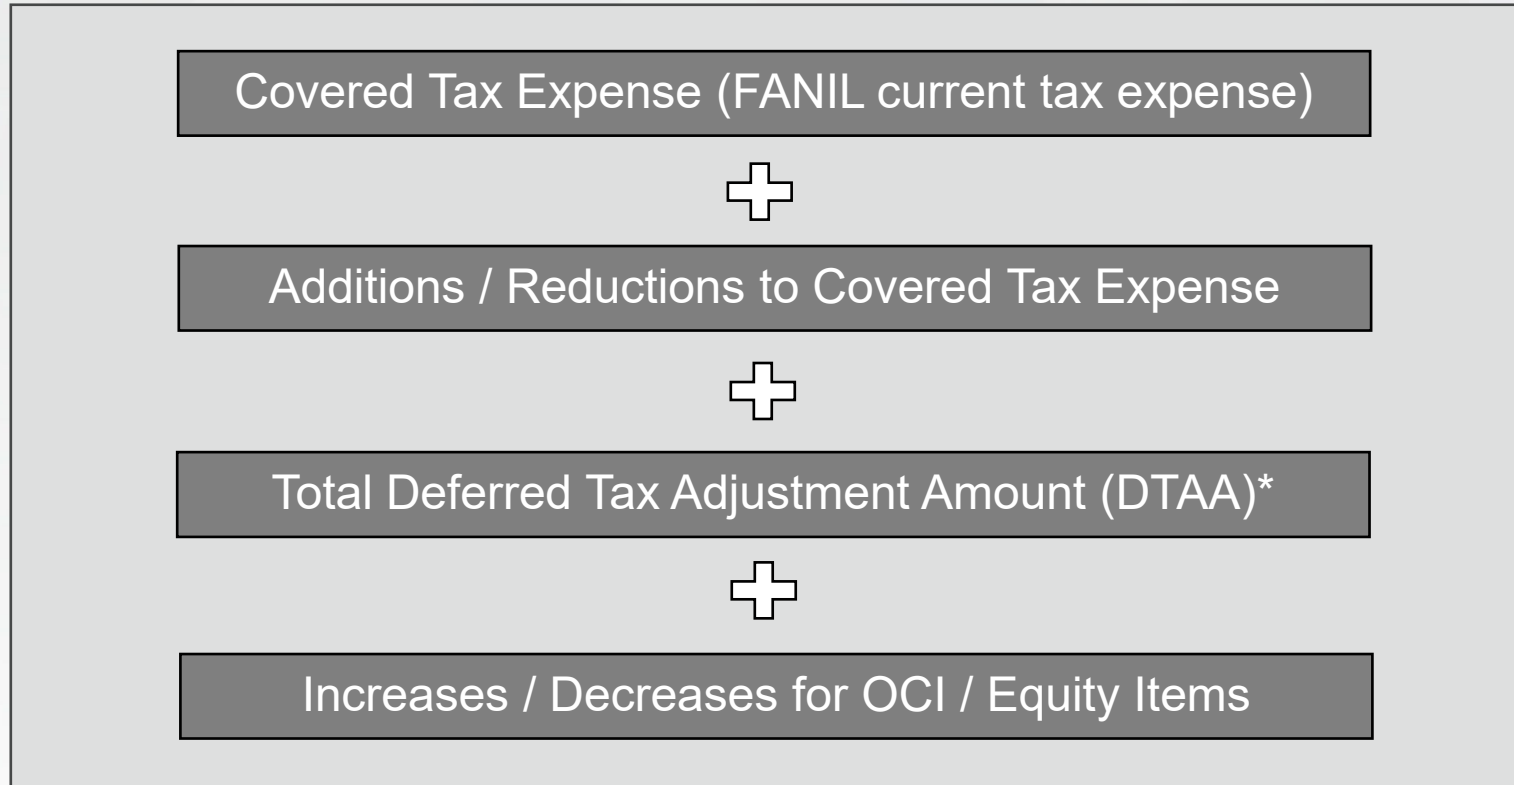 Covered Tax Expense (FANIL current tax expense)
Additions / Reductions to Covered Tax Expense
Total Deferred Tax Adjustment Amount (DTAA)*
Increases / Decreases for OCI / Equity Items